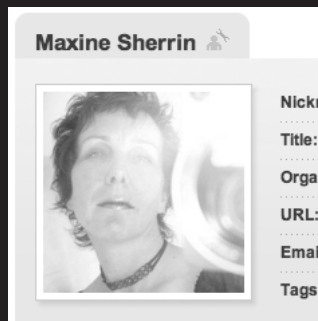 Maxine Sherrin
Nickn
Title:
Orga
URL:
Emai
Tags